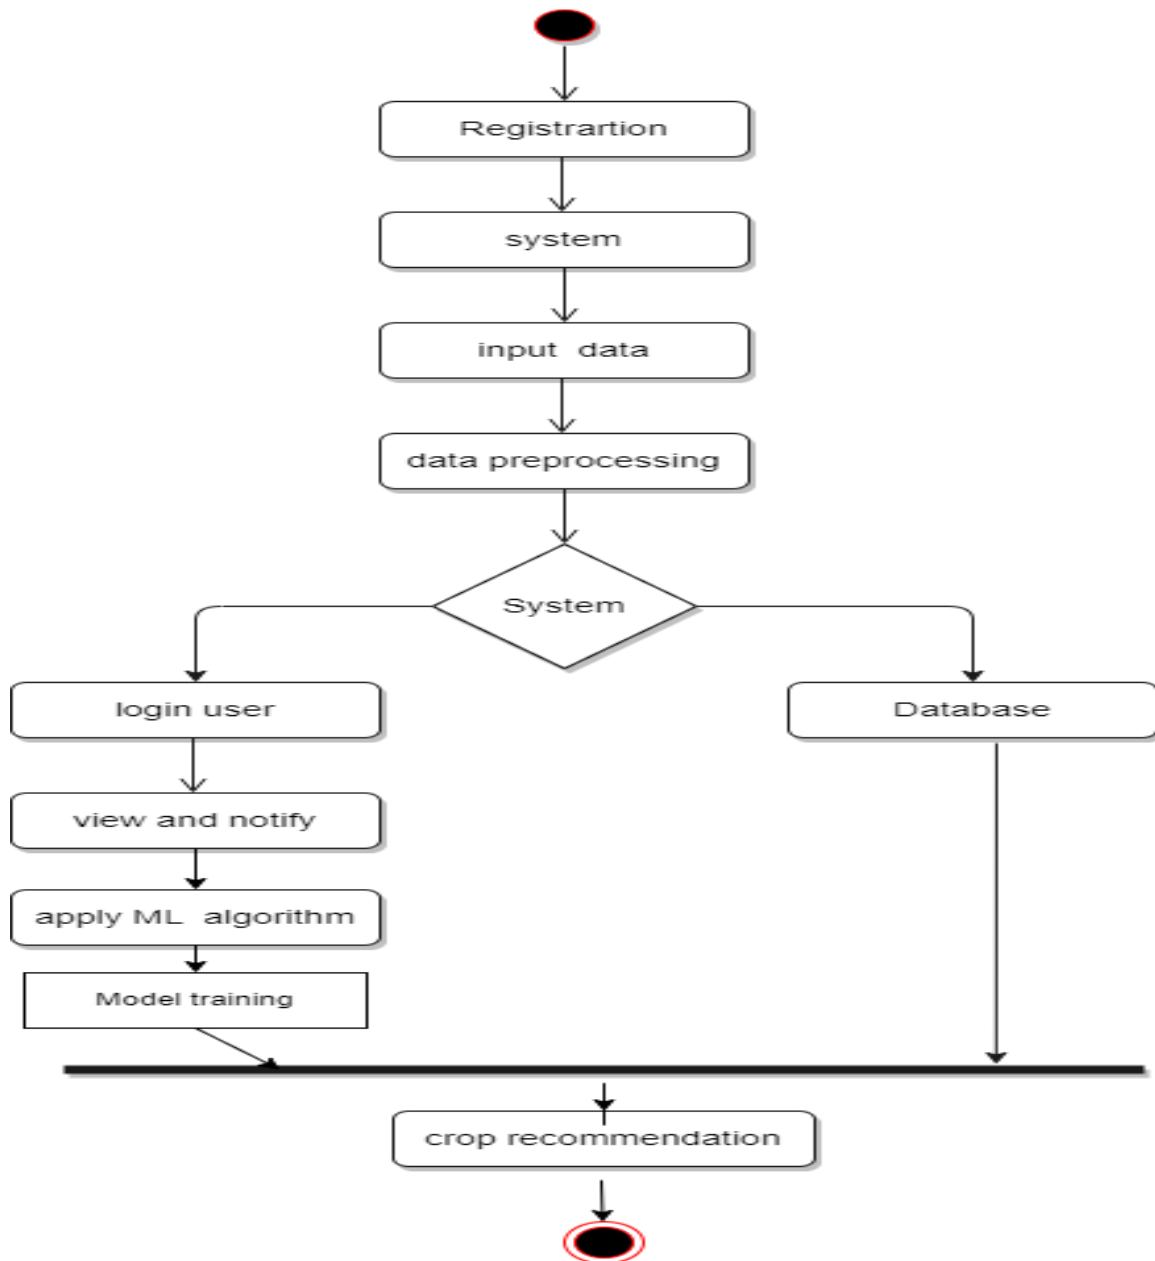 Registrartion
system
input  data
data preprocessing
System
login user
Database
view and notify
apply ML  algorithm
Model training
crop recommendation